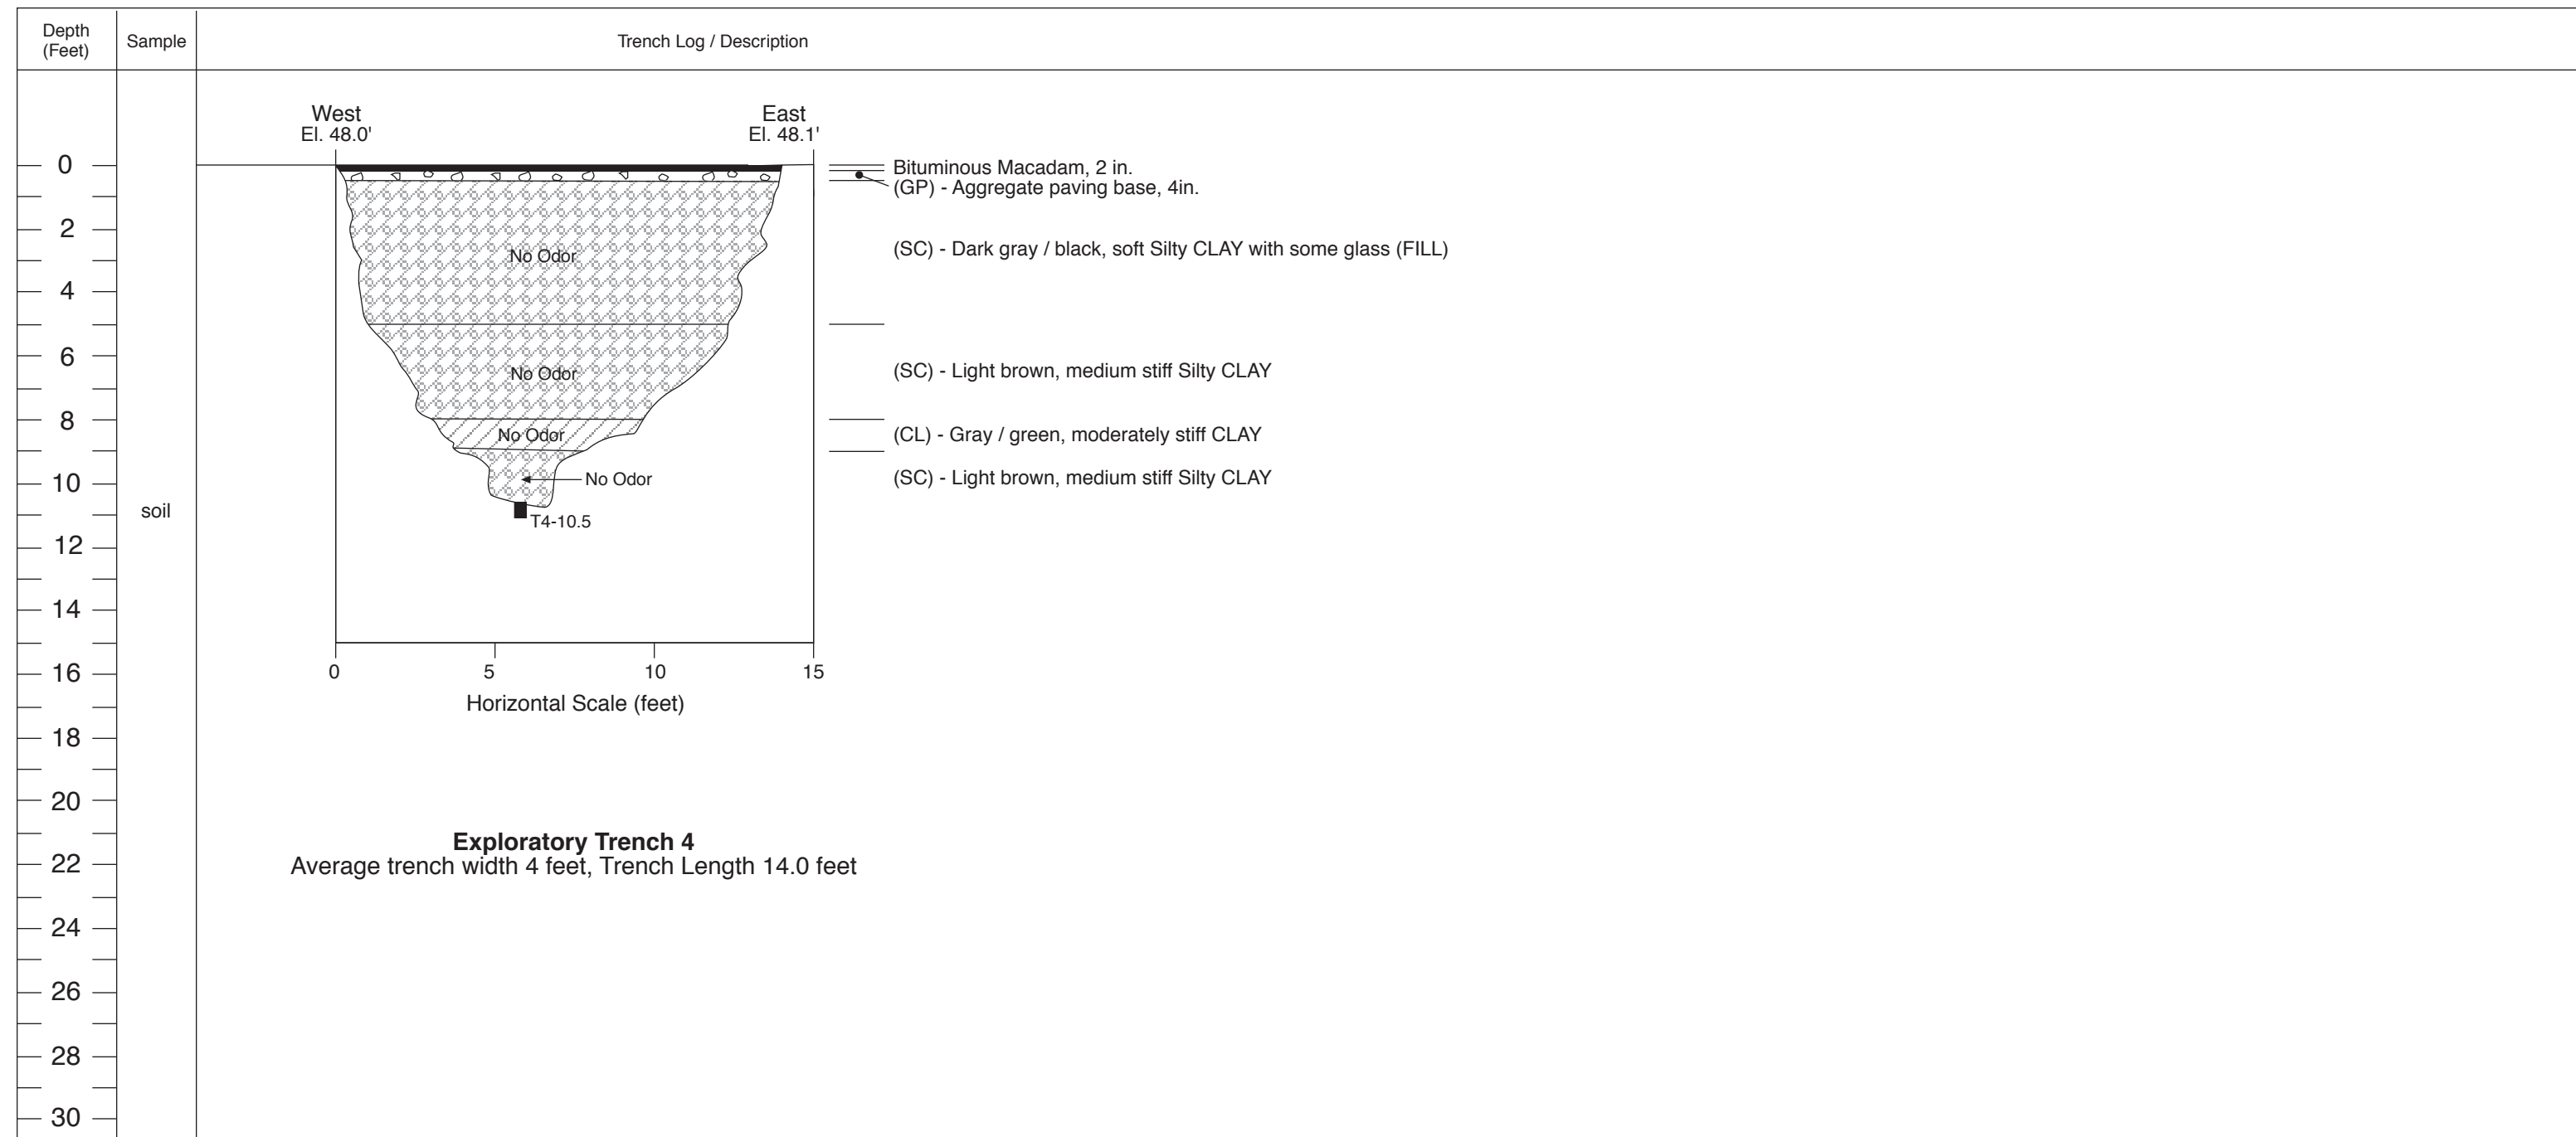 Depth
(Feet)
Sample
Trench Log / Description
West
El. 48.0'
East
El. 48.1'
0
2
4
6
8
10
12
14
16
18
20
22
24
26
28
30
soil
Bituminous Macadam, 2 in.
(GP) - Aggregate paving base, 4in.
(SC) - Dark gray / black, soft Silty CLAY with some glass (FILL)
No Odor
(SC) - Light brown, medium stiff Silty CLAY
No Odor
(CL) - Gray / green, moderately stiff CLAY
No Odor
(SC) - Light brown, medium stiff Silty CLAY
No Odor
T4-10.5
0 5 10 15
Horizontal Scale (feet)
Exploratory Trench 4
Average trench width 4 feet, Trench Length 14.0 feet